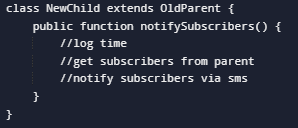 class NewChild extends OldParent {
    public function notifySubscribers() {
        //log time
        //get subscribers from parent
        //notify subscribers via sms
    }
}